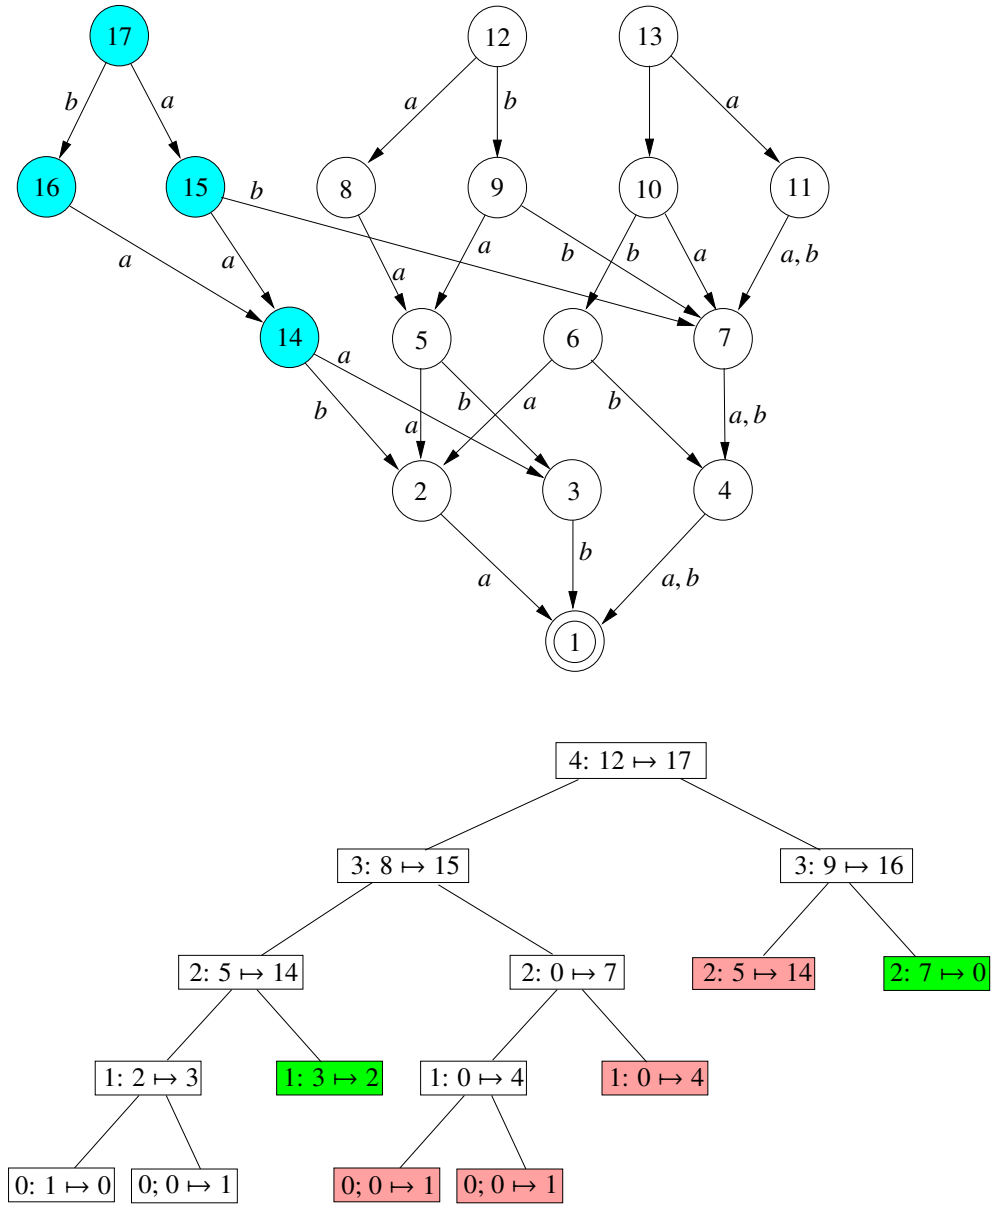 17 12 13
b a a b a
16 15 8 9 10 11
b
a a a a b b a a, b
14 5 6 7
a
b a b a b a, b
2 3 4
a b a, b
1
4: 12 ↦ 17
3: 8 ↦ 15 3: 9 ↦ 16
2: 5 ↦ 14 2: 0 ↦ 7 2: 5 ↦ 14 2: 7 ↦ 0
1: 2 ↦ 3 1: 3 ↦ 2 1: 0 ↦ 4 1: 0 ↦ 4
0: 1 ↦ 0 0; 0 ↦ 1 0; 0 ↦ 1 0; 0 ↦ 1